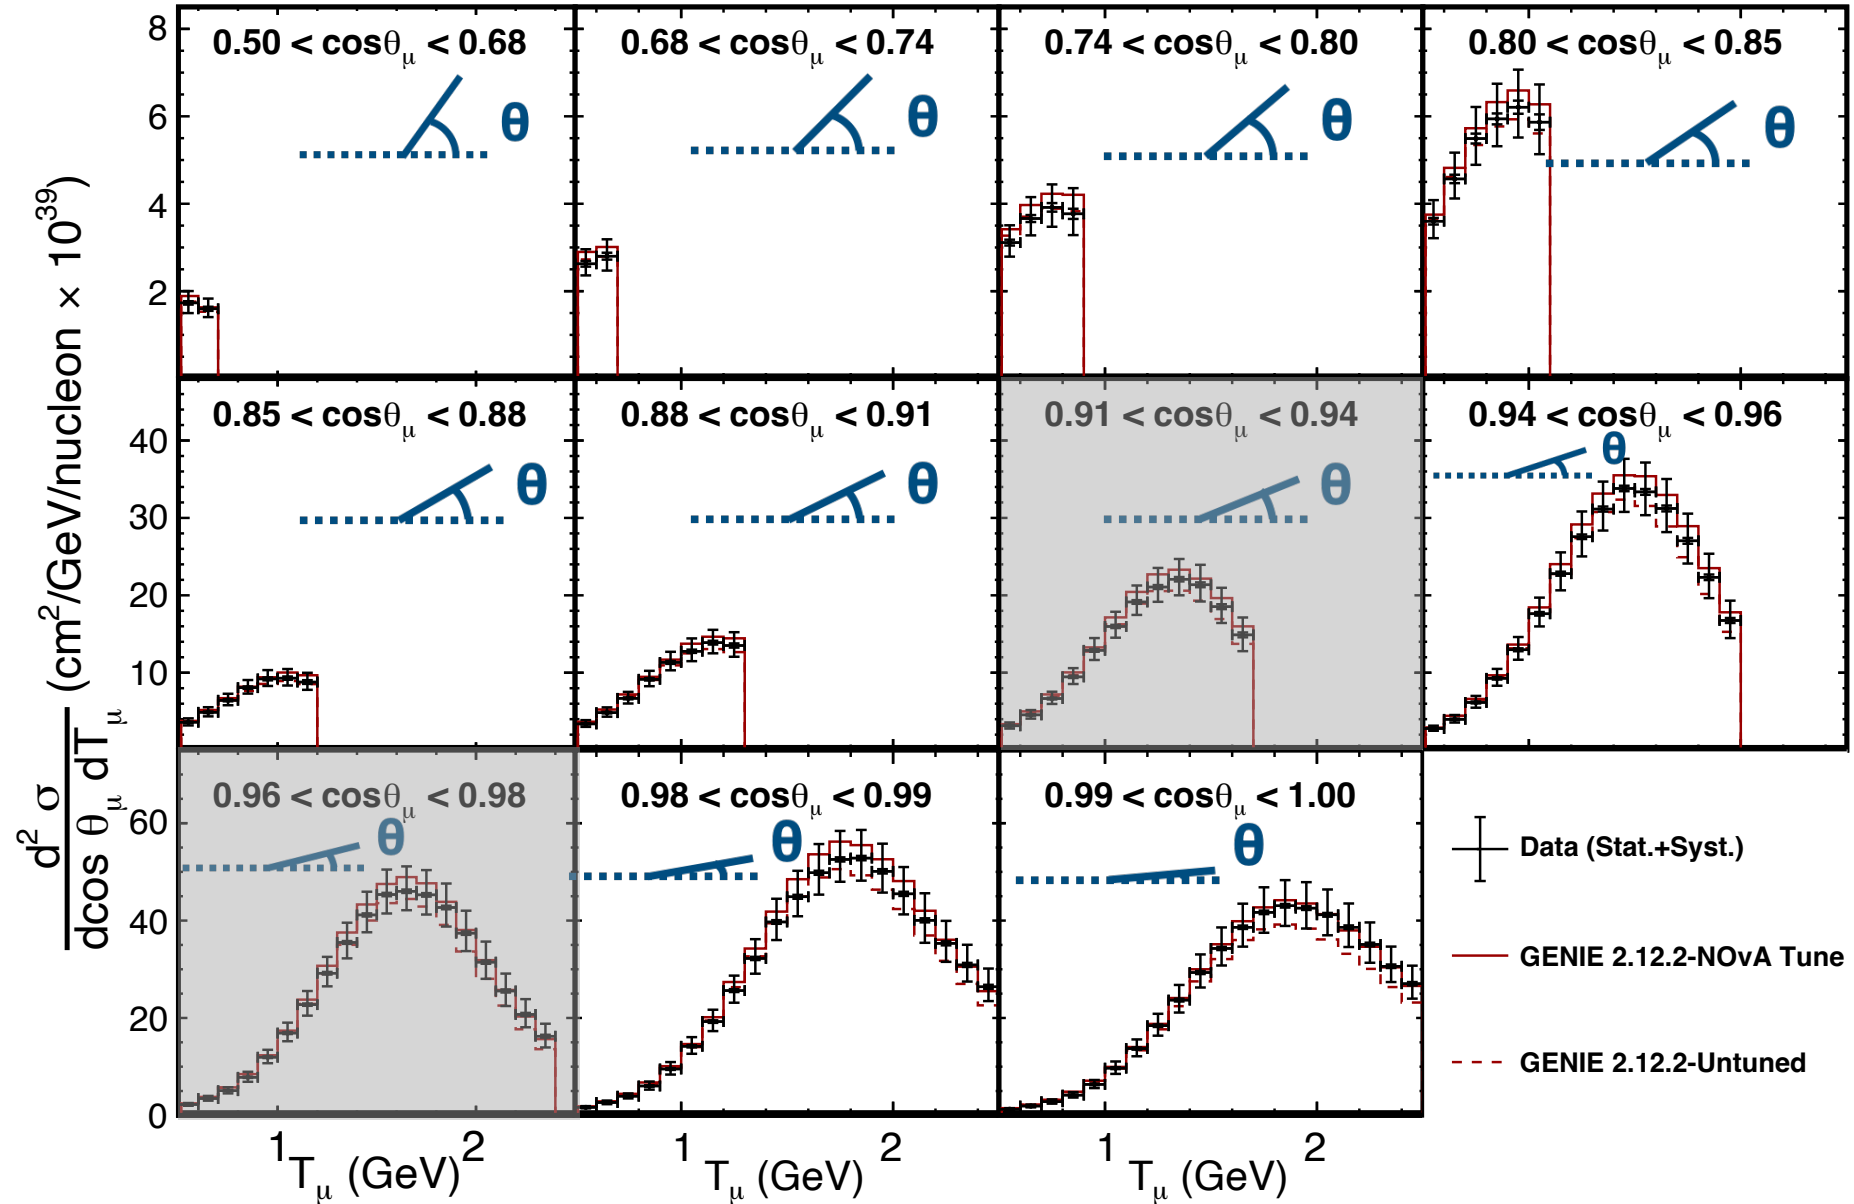 0.50 < cosθμ < 0.68
0.68 < cosθμ < 0.74
0.74 < cosθμ < 0.80
0.80 < cosθμ < 0.85
θ
θ
θ
θ
8
6
4
2
0.85 < cosθμ < 0.88
0.88 < cosθμ < 0.91
0.91 < cosθμ < 0.94
0.94 < cosθμ < 0.96
θ
θ
θ
θ
40
30
20
10
0.96 < cosθμ < 0.98
0.98 < cosθμ < 0.99
0.99 < cosθμ < 1.00
θ
θ
θ
60
40
20
0
1 2
1 2
1 2
Tμ (GeV)
Tμ (GeV)
Tμ (GeV)
d² σ
dcos θμ dTμ
(cm²/GeV/nucleon × 10³⁹)
Data (Stat.+Syst.)
GENIE 2.12.2-NOvA Tune
GENIE 2.12.2-Untuned